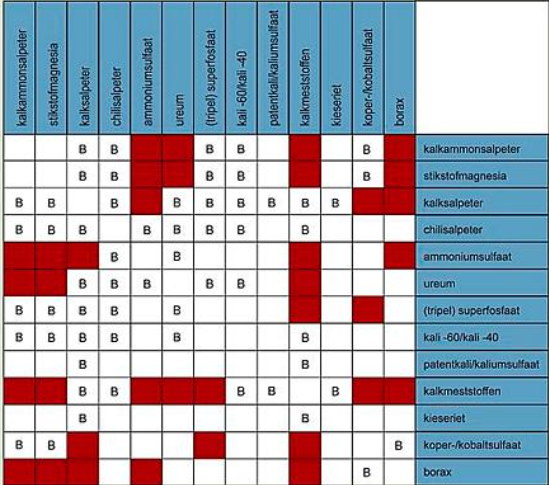 kalkammonsalpeter
stikstofmagnesia
kalksalpeter
chilisalpeter
ammoniumsulfaat
ureum
(tripel) superfosfaat
kali -60/kali -40
patentkali/kaliumsulfaat
kalkmeststoffen
kieseriet
koper-/kobaltsulfaat
borax
B B B B B kalkammonsalpeter
B B B B B stikstofmagnesia
B B B B B B B B B kalksalpeter
B B B B B B B B chilisalpeter
B B ammoniumsulfaat
B B B B B ureum
B B B B B (tripel) superfosfaat
B B B B B B kali -60/kali -40
B B patentkali/kaliumsulfaat
B B B B B kalkmeststoffen
B B kieseriet
B B B koper-/kobaltsulfaat
B borax